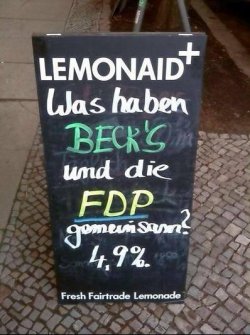 LEMONAID+
Was haben
BECK'S
und die
FDP
gemeinsam?
4,9%.
Fresh Fairtrade Lemonade